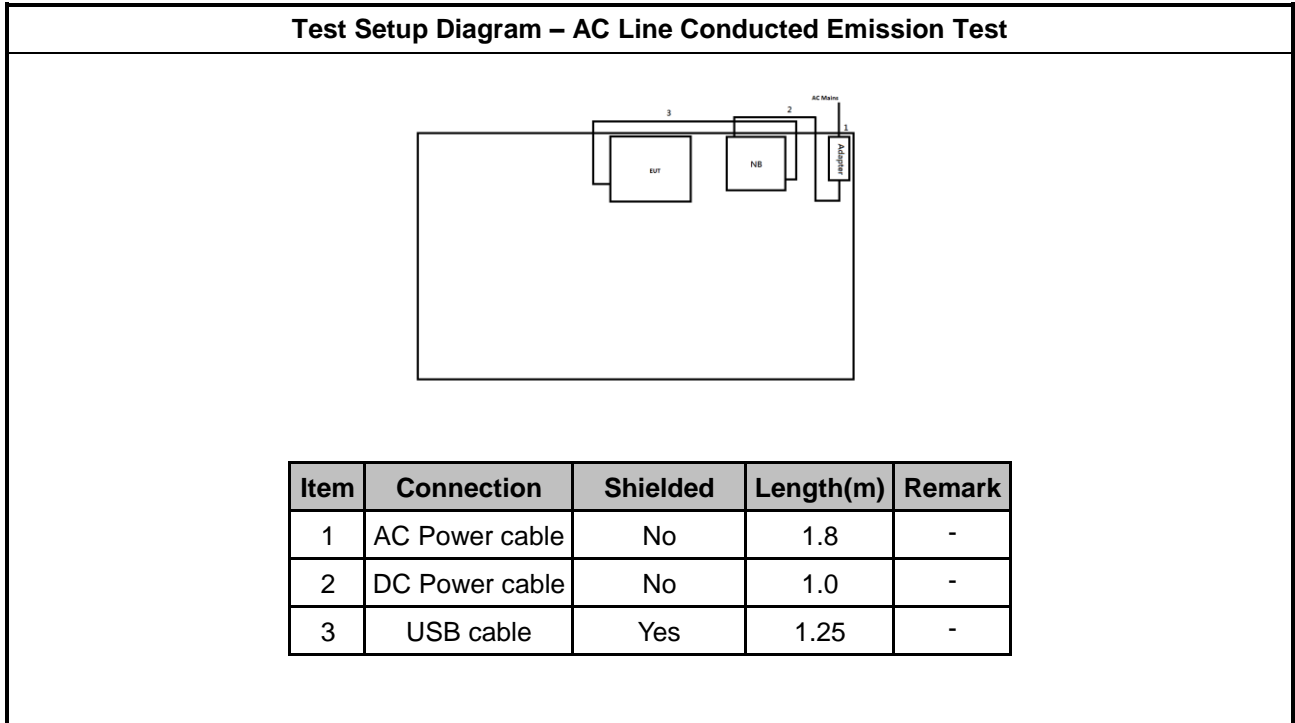 Test Setup Diagram – AC Line Conducted Emission Test
AC Mains
3
2
1
EUT
NB
Adapter
Item Connection Shielded Length(m) Remark
1 AC Power cable No 1.8 -
2 DC Power cable No 1.0 -
3 USB cable Yes 1.25 -